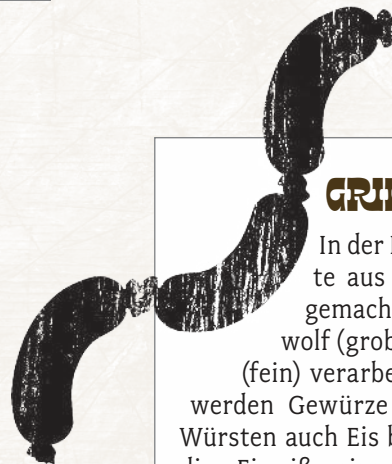 GRI
In der
te aus
gemach
wolf (grob
(fein) verarbe
werden Gewürze
Würsten auch Eis b